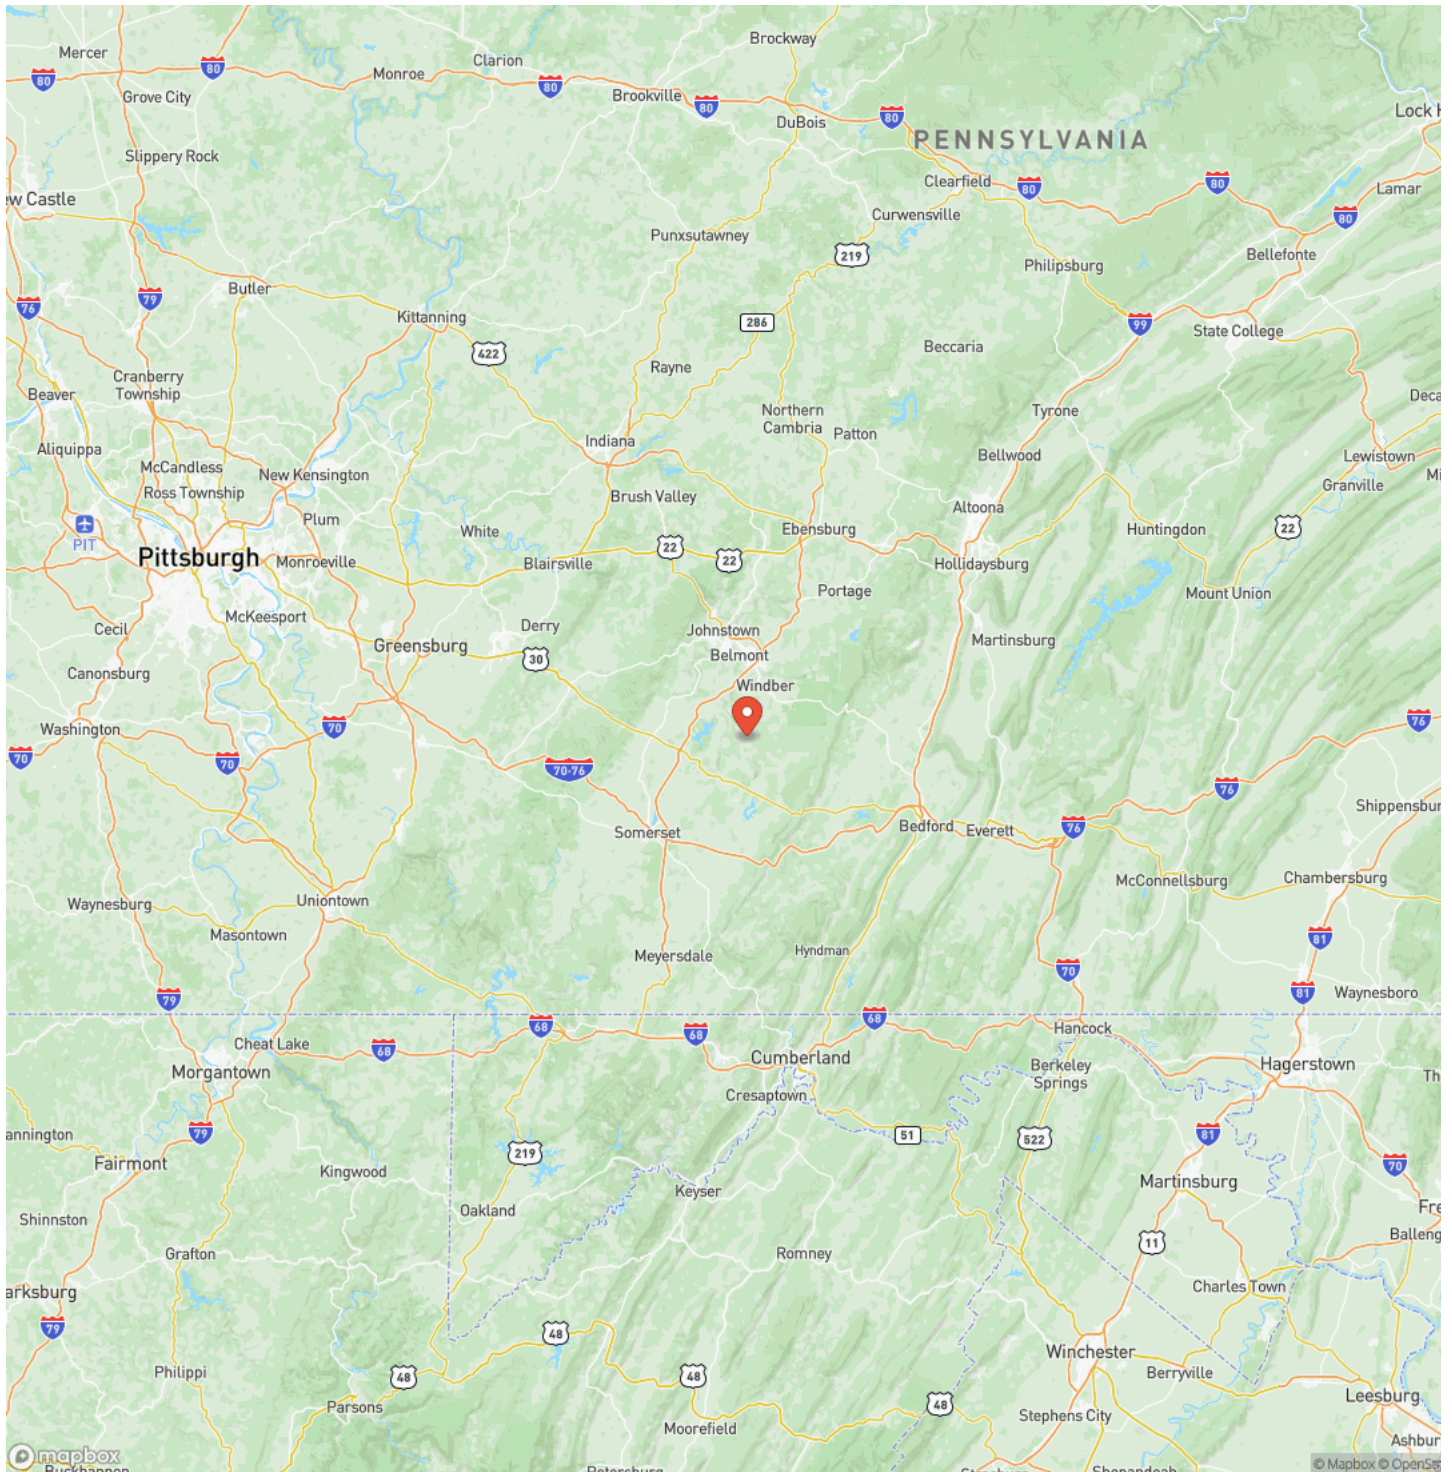 Brockway
Mercer
Clarion
80
80
Monroe
80
Brookville
80
Grove City
80
DuBois
Lock H
PENNSYLVANIA
Slippery Rock
Clearfield
80
80
Lamar
ew Castle
Curwensville
80
Punxsutawney
219
Bellefonte
Philipsburg
Butler
76
79
Kittanning
286
99
State College
422
Beccaria
Rayne
Cranberry
Township
Beaver
Deca
Northern
Cambria
Tyrone
Patton
Indiana
Aliquippa
McCandless
New Kensington
Bellwood
Lewistown
Ross Township
Brush Valley
Granville
Mi
Plum
White
Altoona
PIT
Ebensburg
Huntingdon
22
Pittsburgh
Monroeville
Blairsville
22
22
Hollidaysburg
Portage
Mount Union
McKeesport
Cecil
Derry
Johnstown
Martinsburg
Greensburg
30
Belmont
Canonsburg
Windber
Washington
70
76
70
70
70-76
76
Shippensbur
Somerset
Bedford
Everett
76
McConnellsburg
Chambersburg
Waynesburg
Uniontown
Masontown
81
Meyersdale
Hyndman
70
79
81
Waynesboro
68
68
68
Hancock
Cheat Lake
68
Cumberland
Hagerstown
Morgantown
Berkeley
Springs
Th
Cresaptown
79
51
522
81
annington
219
Fairmont
Kingwood
70
Keyser
Martinsburg
Oakland
Fre
Shinnston
Grafton
Romney
11
Balleng
arksburg
Charles Town
79
48
Winchester
Philippi
48
48
Berryville
Parsons
48
Leesburg
Moorefield
Stephens City
Ashbur
mapbox
Buckhannon
Petersburg
Strasburg
Shenandoah
© Mapbox © OpenStr